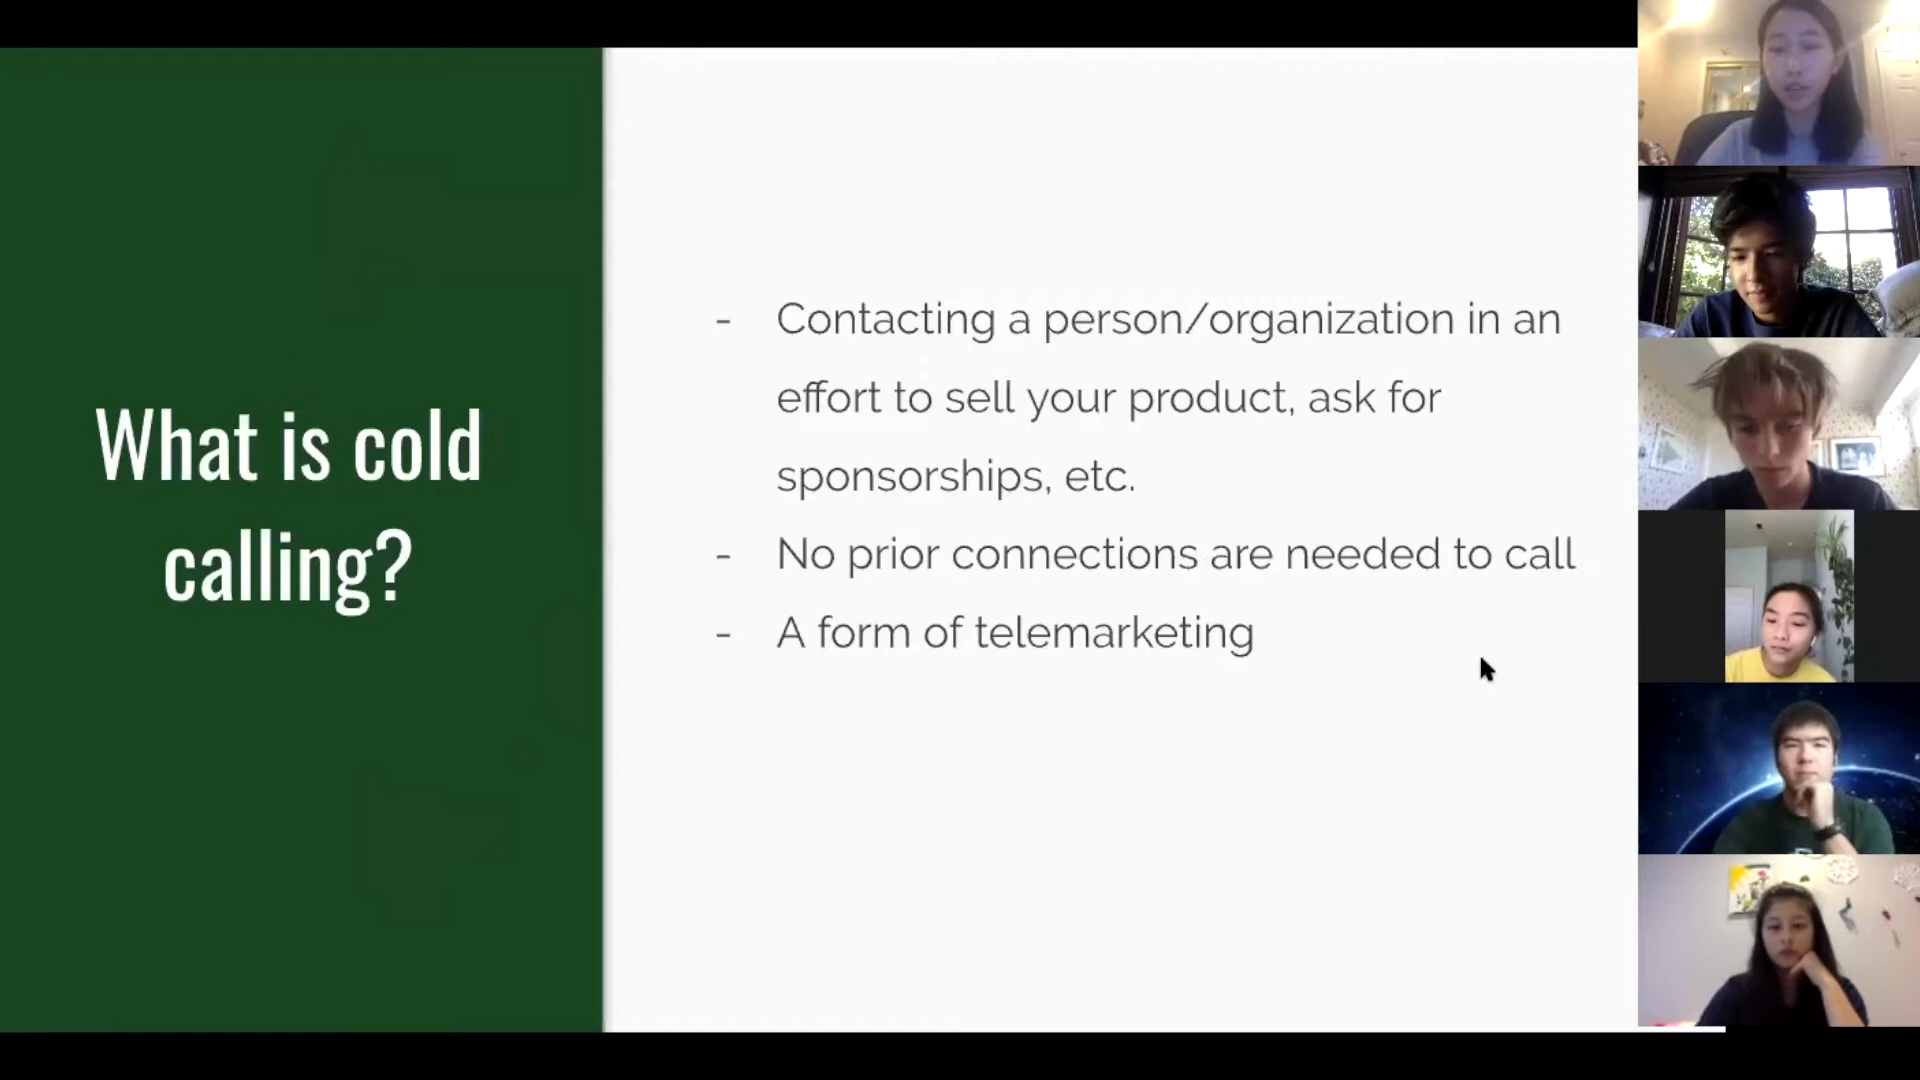 What is cold
calling?
- Contacting a person/organization in an
effort to sell your product, ask for
sponsorships, etc.
- No prior connections are needed to call
- A form of telemarketing